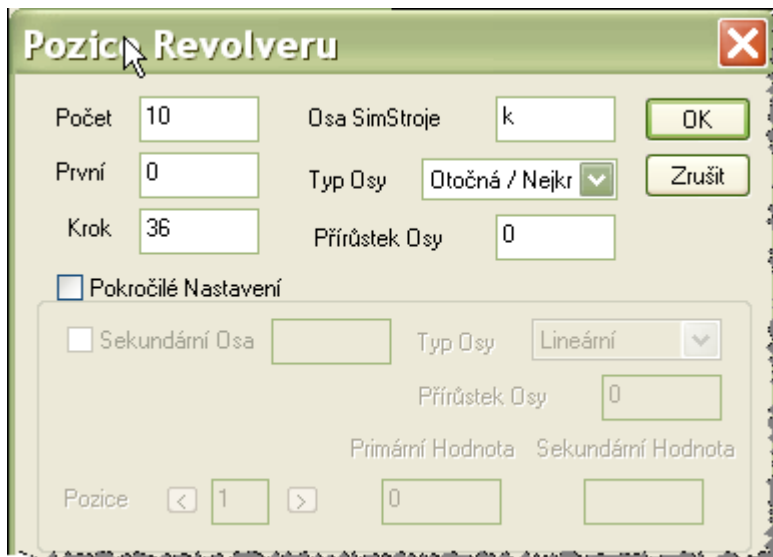 Pozice Revolveru
Počet 10 Osa SimStroje k OK
První 0 Typ Osy Otočná / Nejkr Zrušit
Krok 36 Přírůstek Osy 0
Pokročilé Nastavení
Sekundární Osa Typ Osy Lineární
Přírůstek Osy 0
Primární Hodnota Sekundární Hodnota
Pozice < 1 > 0